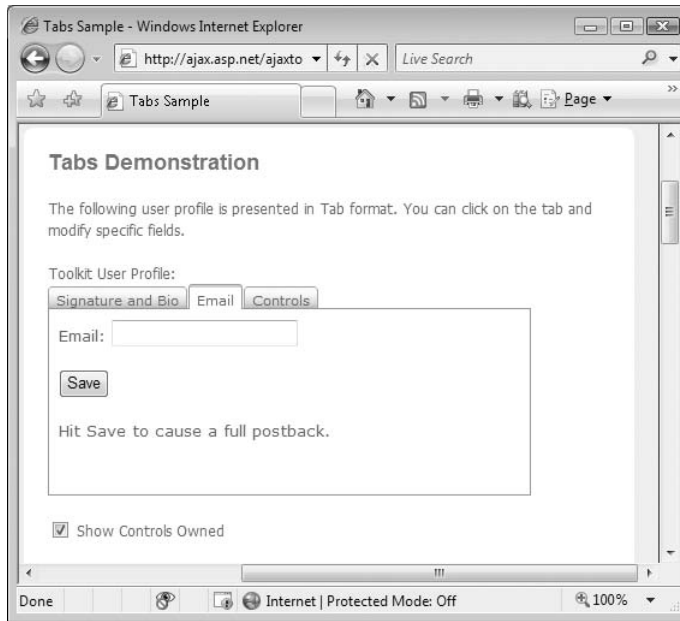 Tabs Sample - Windows Internet Explorer
http://ajax.asp.net/ajaxto
Live Search
Tabs Sample
Page
Tabs Demonstration
The following user profile is presented in Tab format. You can click on the tab and
modify specific fields.
Toolkit User Profile:
Signature and Bio Email Controls
Email:
Save
Hit Save to cause a full postback.
Show Controls Owned
Done Internet | Protected Mode: Off 100%